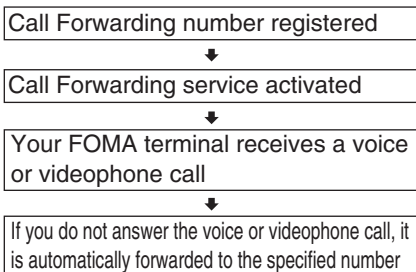 Call Forwarding number registered
Call Forwarding service activated
Your FOMA terminal receives a voice
or videophone call
If you do not answer the voice or videophone call, it
is automatically forwarded to the specified number